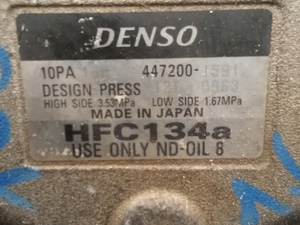 DENSO
10PA 447200-
DESIGN PRESS
HIGH SIDE 3.53MPa LOW SIDE 1.67MPa
MADE IN JAPAN
HFC134a
USE ONLY ND-OIL 8